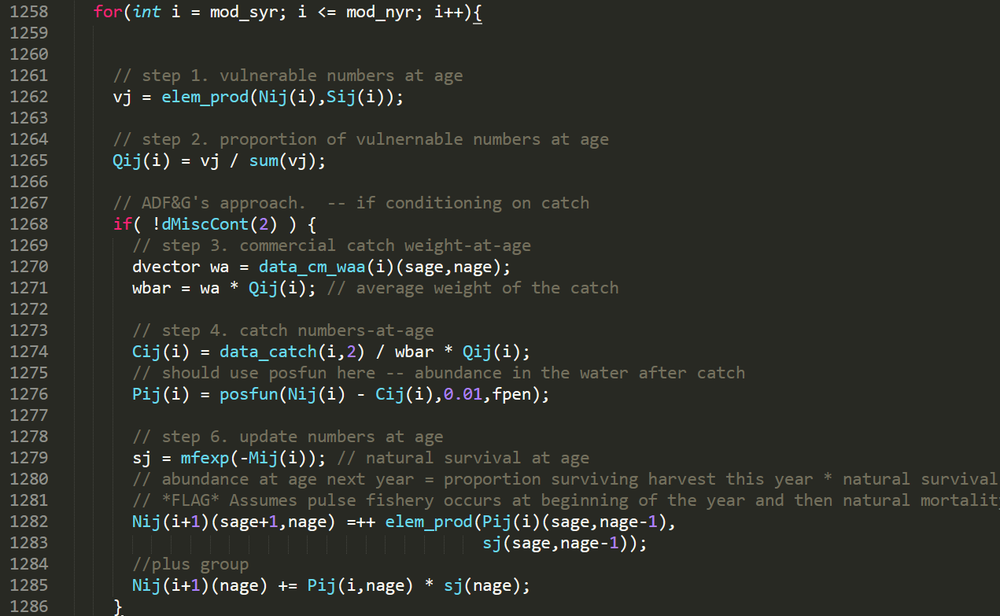 1258 for(int i = mod_syr; i <= mod_nyr; i++){
1259
1260
1261 // step 1. vulnerable numbers at age
1262 vj = elem_prod(Nij(i),Sij(i));
1263
1264 // step 2. proportion of vulnernable numbers at age
1265 Qij(i) = vj / sum(vj);
1266
1267 // ADF&G's approach.  -- if conditioning on catch
1268 if( !dMiscCont(2) ) {
1269 // step 3. commercial catch weight-at-age
1270 dvector wa = data_cm_waa(i)(sage,nage);
1271 wbar = wa * Qij(i); // average weight of the catch
1272
1273 // step 4. catch numbers-at-age
1274 Cij(i) = data_catch(i,2) / wbar * Qij(i);
1275 // should use posfun here -- abundance in the water after catch
1276 Pij(i) = posfun(Nij(i) - Cij(i),0.01,fpen);
1277
1278 // step 6. update numbers at age
1279 sj = mfexp(-Mij(i)); // natural survival at age
1280 // abundance at age next year = proportion surviving harvest this year * natural survival
1281 // *FLAG* Assumes pulse fishery occurs at beginning of the year and then natural mortalit
1282 Nij(i+1)(sage+1,nage) =++ elem_prod(Pij(i)(sage,nage-1),
1283 sj(sage,nage-1));
1284 //plus group
1285 Nij(i+1)(nage) += Pij(i,nage) * sj(nage);
1286 }